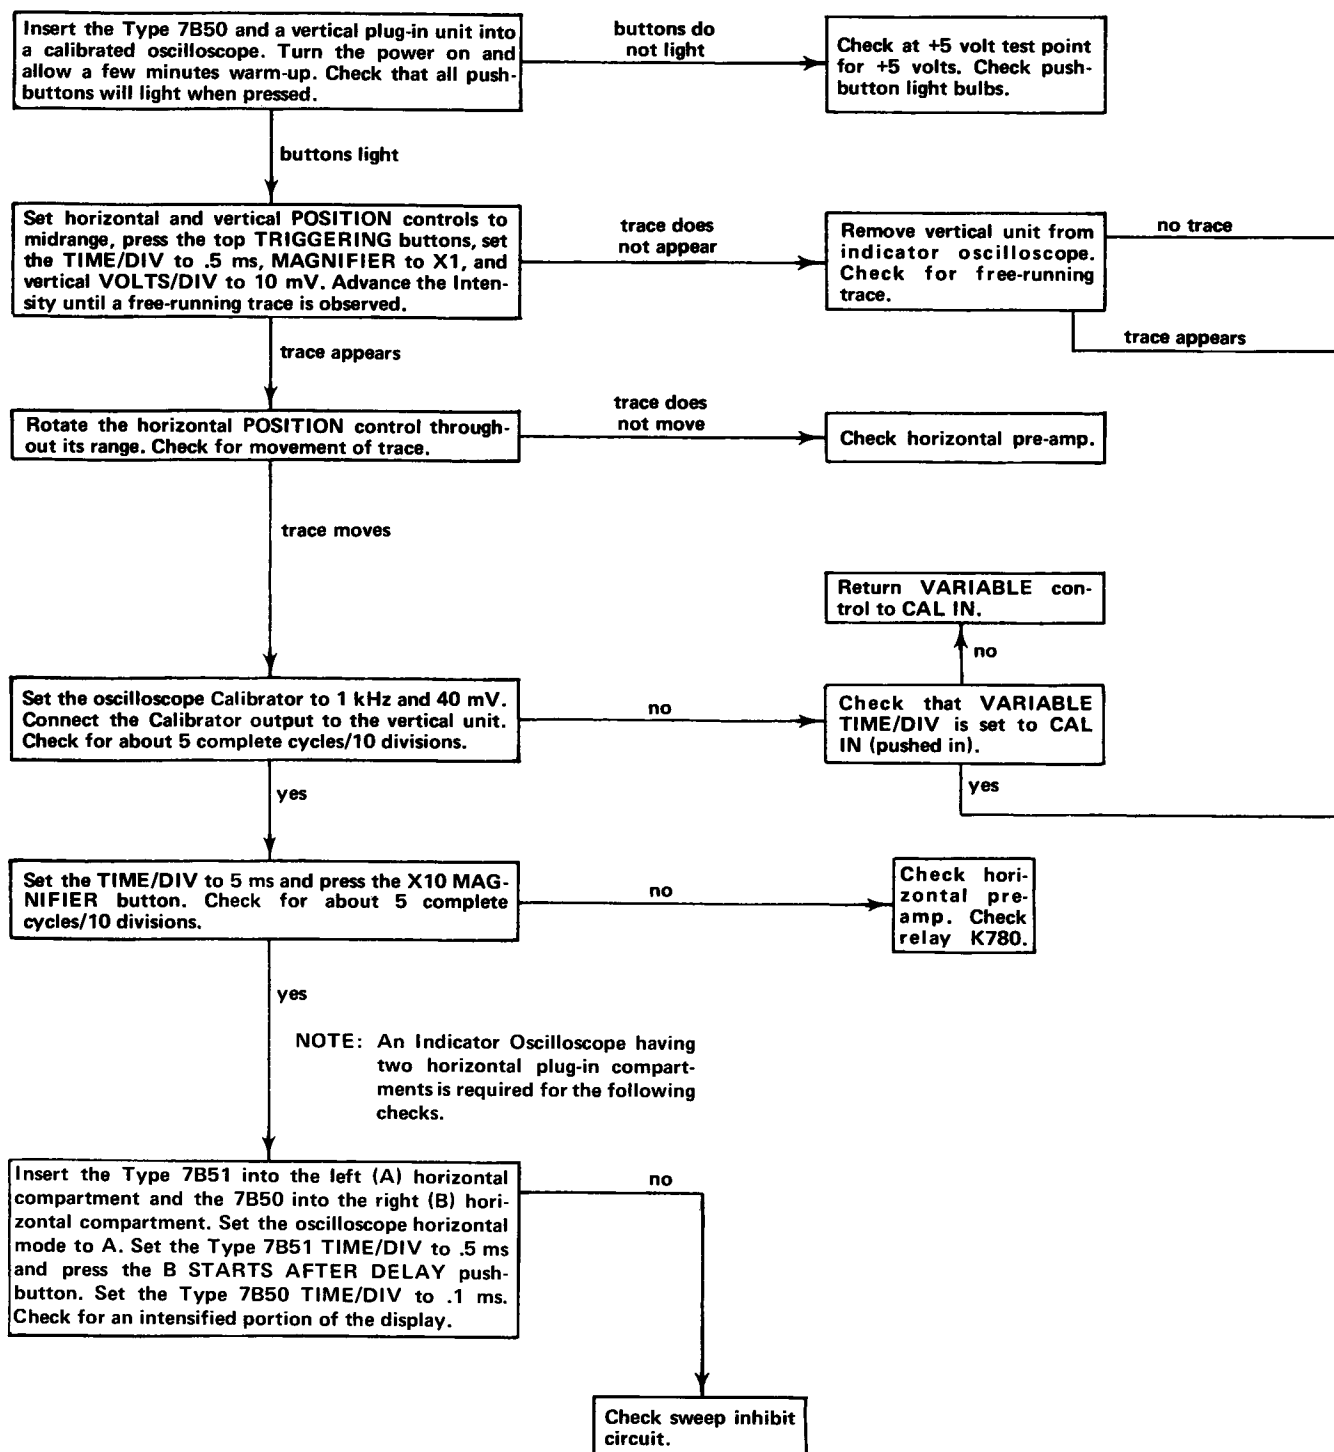 Insert the Type 7B50 and a vertical plug-in unit into
a calibrated oscilloscope. Turn the power on and
allow a few minutes warm-up. Check that all push-
buttons will light when pressed.
buttons do
not light
Check at +5 volt test point
for +5 volts. Check push-
button light bulbs.
buttons light
Set horizontal and vertical POSITION controls to
midrange, press the top TRIGGERING buttons, set
the TIME/DIV to .5 ms, MAGNIFIER to X1, and
vertical VOLTS/DIV to 10 mV. Advance the Inten-
sity until a free-running trace is observed.
trace does
not appear
Remove vertical unit from
indicator oscilloscope.
Check for free-running
trace.
no trace
trace appears
trace appears
Rotate the horizontal POSITION control through-
out its range. Check for movement of trace.
trace does
not move
Check horizontal pre-amp.
trace moves
Return VARIABLE con-
trol to CAL IN.
no
Set the oscilloscope Calibrator to 1 kHz and 40 mV.
Connect the Calibrator output to the vertical unit.
Check for about 5 complete cycles/10 divisions.
no
Check that VARIABLE
TIME/DIV is set to CAL
IN (pushed in).
yes
yes
Set the TIME/DIV to 5 ms and press the X10 MAG-
NIFIER button. Check for about 5 complete
cycles/10 divisions.
no
Check hori-
zontal pre-
amp. Check
relay K780.
yes
NOTE: An Indicator Oscilloscope having
two horizontal plug-in compart-
ments is required for the following
checks.
Insert the Type 7B51 into the left (A) horizontal
compartment and the 7B50 into the right (B) hori-
zontal compartment. Set the oscilloscope horizontal
mode to A. Set the Type 7B51 TIME/DIV to .5 ms
and press the B STARTS AFTER DELAY push-
button. Set the Type 7B50 TIME/DIV to .1 ms.
Check for an intensified portion of the display.
no
Check sweep inhibit
circuit.